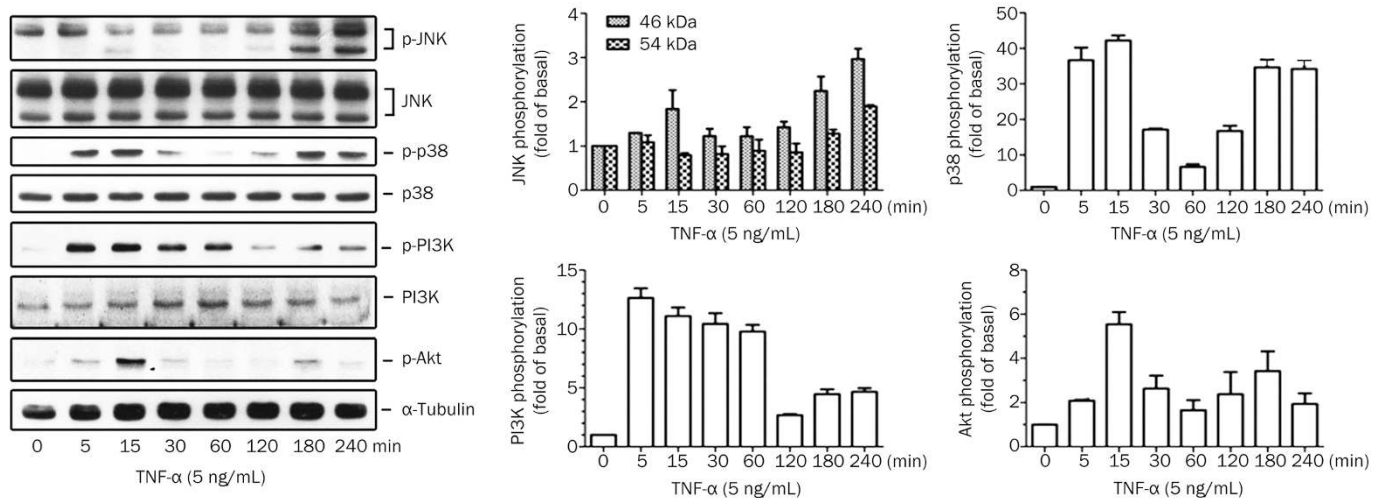 p-JNK
JNK
p-p38
p38
p-PI3K
PI3K
p-Akt
α-Tubulin
0 5 15 30 60 120 180 240 min
TNF-α (5 ng/mL)
JNK phosphorylation
(fold of basal)
4
3
2
1
0
46 kDa
54 kDa
0 5 15 30 60 120 180 240 (min)
TNF-α (5 ng/mL)
p38 phosphorylation
(fold of basal)
50
40
30
20
10
0
0 5 15 30 60 120 180 240 (min)
TNF-α (5 ng/mL)
PI3K phosphorylation
(fold of basal)
15
10
5
0
0 5 15 30 60 120 180 240 (min)
TNF-α (5 ng/mL)
Akt phosphorylation
(fold of basal)
8
6
4
2
0
0 5 15 30 60 120 180 240 (min)
TNF-α (5 ng/mL)